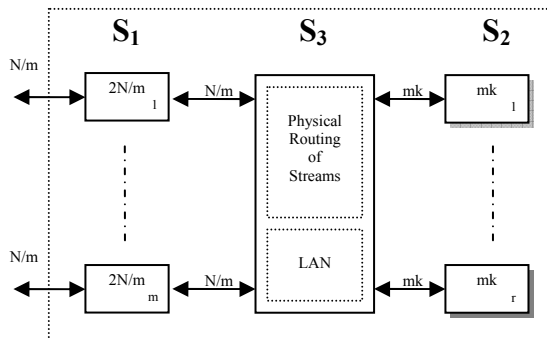 S1 S3 S2
N/m
2N/m
l
N/m
mk
mk
l
Physical
Routing
of
Streams
N/m
2N/m
m
N/m
LAN
mk
mk
r